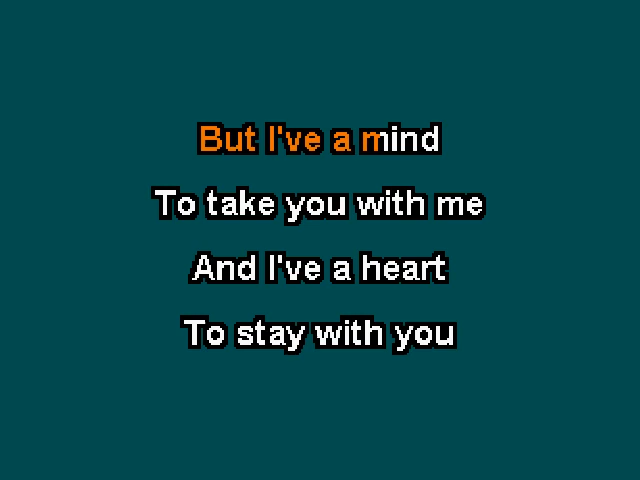 But I've a mind
To take you with me
And I've a heart
To stay with you